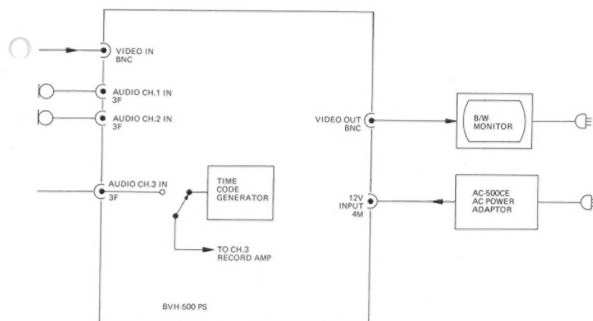 VIDEO IN
BNC
AUDIO CH.1 IN
3F
AUDIO CH.2 IN
3F
VIDEO OUT
BNC
B/W
MONITOR
AUDIO CH.3 IN
3F
TIME
CODE
GENERATOR
12V
INPUT
4M
AC-500CE
AC POWER
ADAPTOR
TO CH.3
RECORD AMP
BVH-500 PS